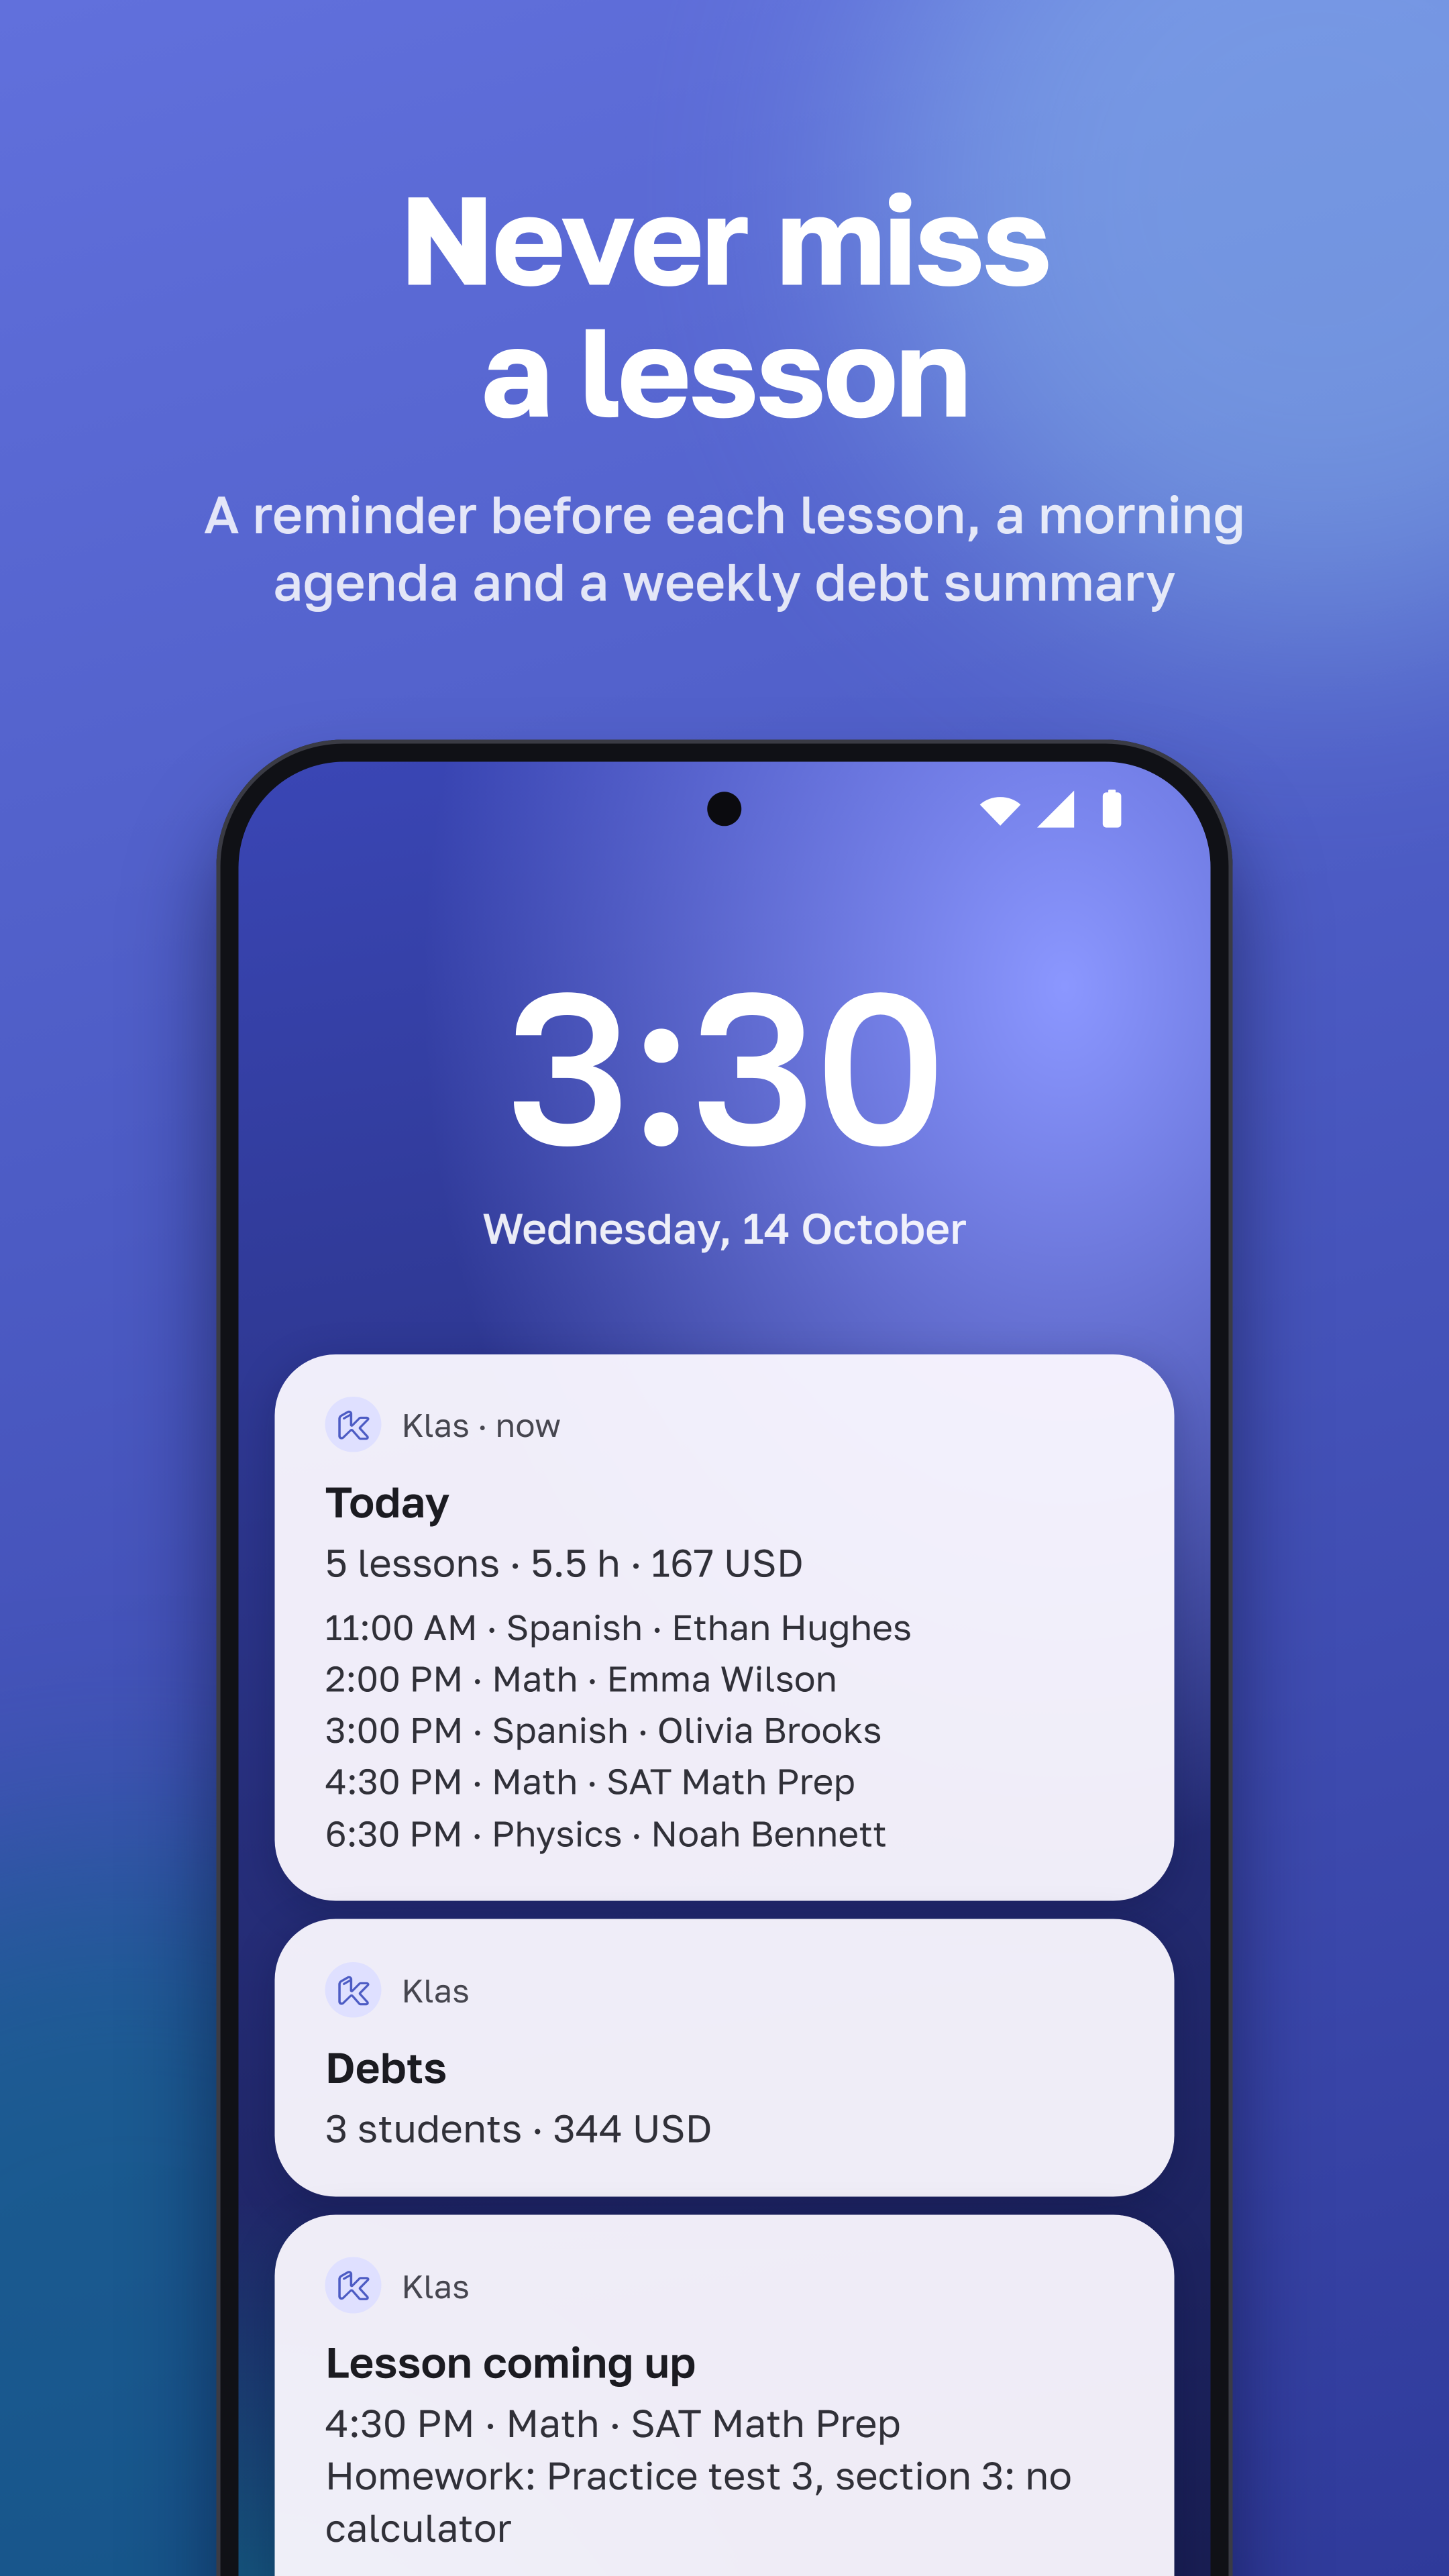 Never miss
a lesson
A reminder before each lesson, a morning
agenda and a weekly debt summary
3:30
Wednesday, 14 October
Klas · now
Today
5 lessons · 5.5 h · 167 USD
11:00 AM · Spanish · Ethan Hughes
2:00 PM · Math · Emma Wilson
3:00 PM · Spanish · Olivia Brooks
4:30 PM · Math · SAT Math Prep
6:30 PM · Physics · Noah Bennett
Klas
Debts
3 students · 344 USD
Klas
Lesson coming up
4:30 PM · Math · SAT Math Prep
Homework: Practice test 3, section 3: no
calculator